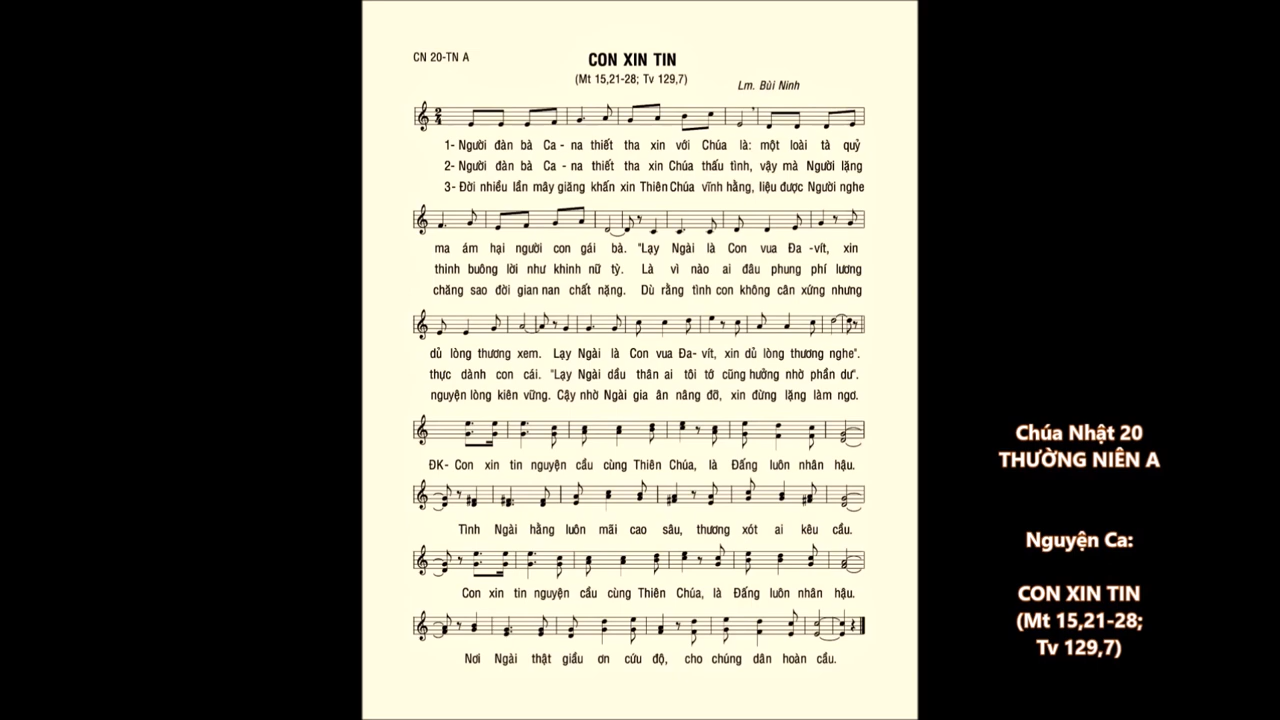 CN 20-TN A
CON XIN TIN
(Mt 15,21-28; Tv 129,7)
Lm. Bùi Ninh
1- Người đàn bà Ca - na thiết tha xin với Chúa là: một loài tà quỷ
2- Người đàn bà Ca - na thiết tha xin Chúa thấu tình, vậy mà Người lặng
3- Đời nhiều lần mây giăng khấn xin Thiên Chúa vĩnh hằng, liệu được Người nghe
ma ám hại người con gái bà. "Lạy Ngài là Con vua Đa -vít, xin
thinh buông lời như khinh nữ tỳ. Là vì nào ai đâu phung phí lương
chăng sao đời gian nan chất nặng. Dù rằng tình con không cân xứng nhưng
dủ lòng thương xem. Lạy Ngài là Con vua Đa- vít, xin dủ lòng thương nghe".
thực dành con cái. "Lạy Ngài dẩu thân ai tôi tớ cũng hưởng nhờ phần dư".
nguyện lòng kiên vững. Cậy nhờ Ngài gia ân nâng đỡ, xin đừng lặng làm ngơ.
ĐK- Con xin tin nguyện cầu cùng Thiên Chúa, là Đấng luôn nhân hậu.
Tình Ngài hằng luôn mãi cao sâu, thương xót ai kêu cầu.
Con xin tin nguyện cầu cùng Thiên Chúa, là Đấng luôn nhân hậu.
Nơi Ngài thật giầu ơn cứu độ, cho chúng dân hoàn cầu.
Chúa Nhật 20
THƯỜNG NIÊN A
Nguyện Ca:
CON XIN TIN
(Mt 15,21-28;
Tv 129,7)